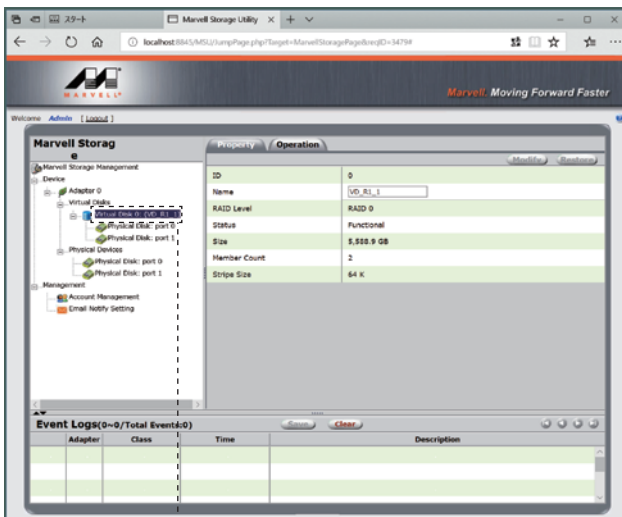 スタート
Marvell Storage Utility
localhost:8845/MSU/JumpPage.php?Target=MarvellStoragePage&reqID=3479#
MARVELL
Marvell. Moving Forward Faster
Welcome Admin [ Logout ]
Marvell Storag
e
Marvell Storage Management
Device
Adaptor 0
Virtual Disks
Virtual Disk 0: (VD_R1_1)
Physical Disk: port 0
Physical Disk: port 1
Physical Devices
Physical Disk: port 0
Physical Disk: port 1
Management
Account Management
Email Notify Setting
Property
Operation
Modify
Restore
ID 0
Name VD_R1_1
RAID Level RAID 0
Status Functional
Size 5,588.9 GB
Member Count 2
Stripe Size 64 K
Event Logs(0~0/Total Events:0)
Save
Clear
Adapter Class Time Description